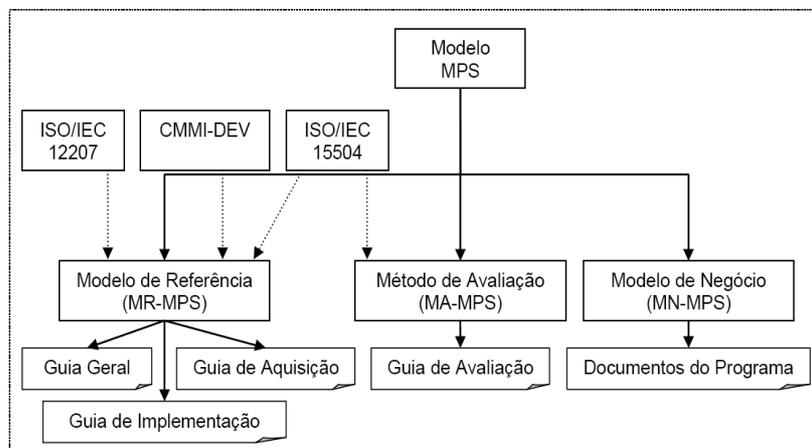 Modelo
MPS
ISO/IEC
12207
CMMI-DEV
ISO/IEC
15504
Modelo de Referência
(MR-MPS)
Método de Avaliação
(MA-MPS)
Modelo de Negócio
(MN-MPS)
Guia Geral
Guia de Aquisição
Guia de Avaliação
Documentos do Programa
Guia de Implementação